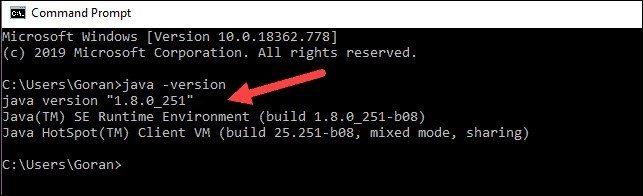 Command Prompt
Microsoft Windows [Version 10.0.18362.778]
(c) 2019 Microsoft Corporation. All rights reserved.
C:\Users\Goran>java -version
java version "1.8.0_251"
Java(TM) SE Runtime Environment (build 1.8.0_251-b08)
Java HotSpot(TM) Client VM (build 25.251-b08, mixed mode, sharing)
C:\Users\Goran>